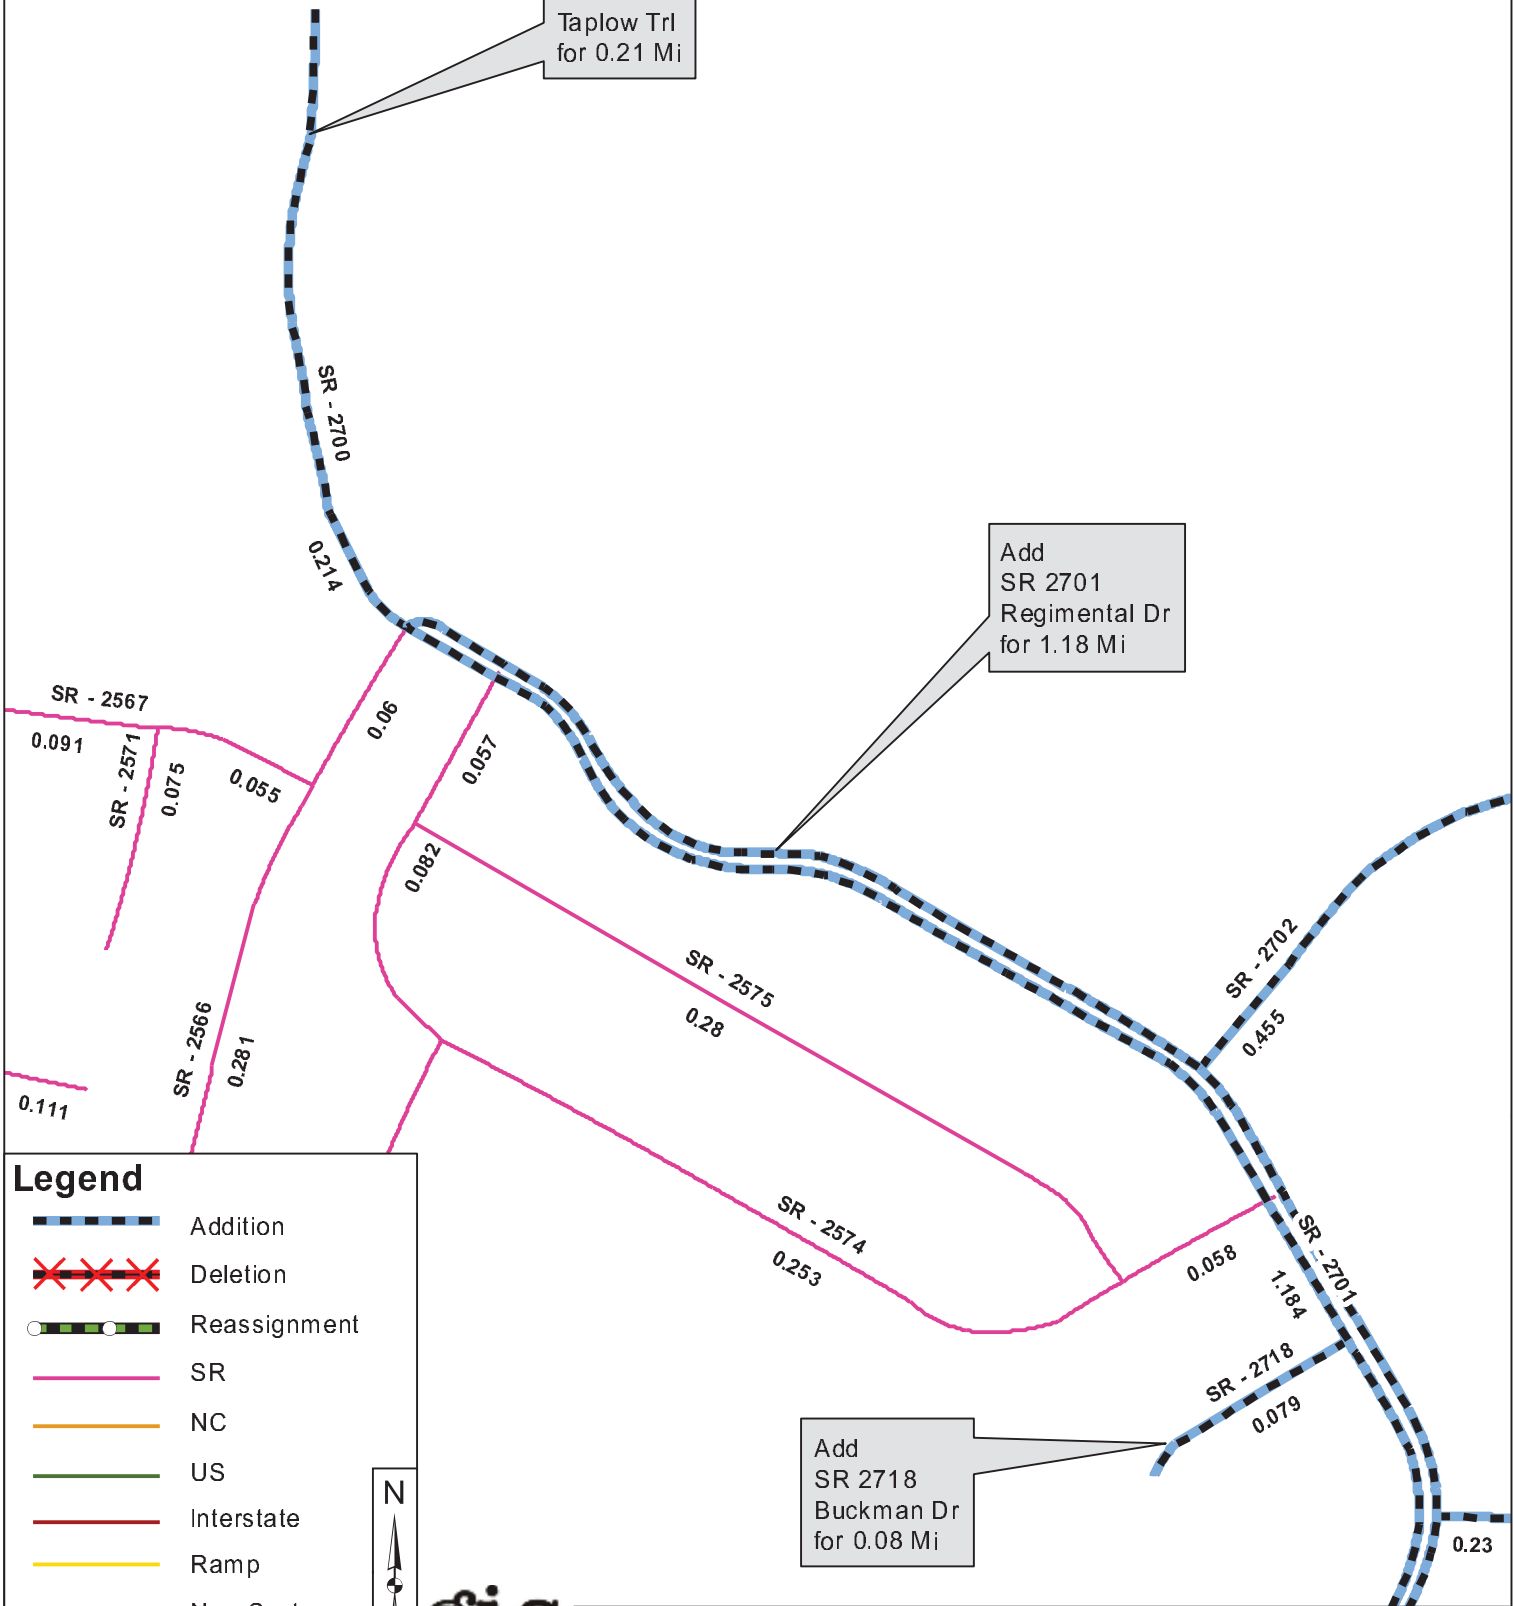 Taplow Trl
for 0.21 Mi
SR - 2700
0.214
Add
SR 2701
Regimental Dr
for 1.18 Mi
SR - 2567
0.091
SR - 2571
0.075
0.055
0.06
0.057
0.082
SR - 2575
0.28
SR - 2702
0.455
SR - 2566
0.281
0.111
SR - 2574
0.253
0.058
SR - 2701
1.184
SR - 2718
0.079
Add
SR 2718
Buckman Dr
for 0.08 Mi
0.23
Legend
Addition
Deletion
Reassignment
SR
NC
US
Interstate
Ramp
N